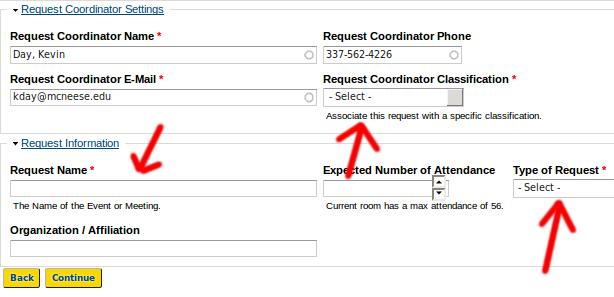 Request Coordinator Settings
Request Coordinator Name * Request Coordinator Phone
Day, Kevin 337-562-4226
Request Coordinator E-Mail * Request Coordinator Classification *
kday@mcneese.edu - Select -
Associate this request with a specific classification.
Request Information
Request Name * Expected Number of Attendance Type of Request *
- Select -
The Name of the Event or Meeting. Current room has a max attendance of 56.
Organization / Affiliation
Back Continue